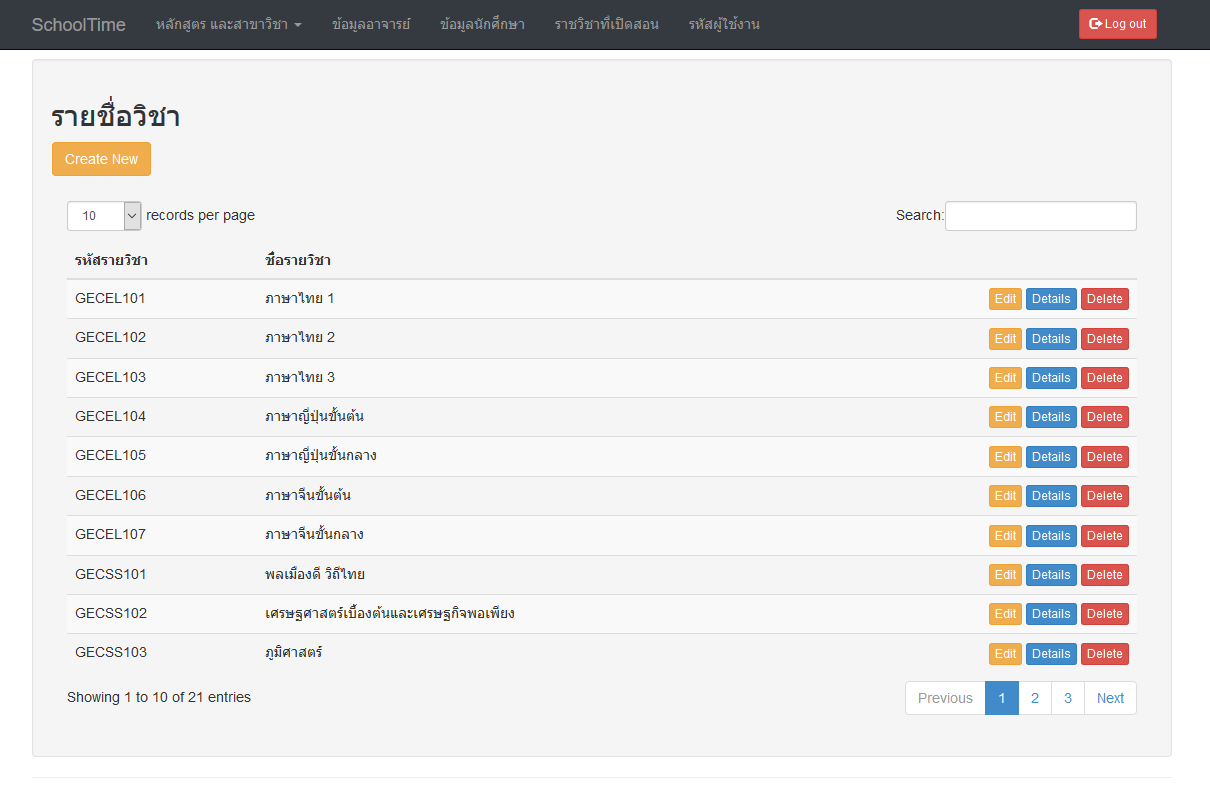 SchoolTime หลักสูตร และสาขาวิชา ข้อมูลอาจารย์ ข้อมูลนักศึกษา ราชวิชาที่เปิดสอน รหัสผู้ใช้งาน Log out
รายชื่อวิชา
Create New
10 records per page Search:
รหัสรายวิชา ชื่อรายวิชา
GECEL101 ภาษาไทย 1 Edit Details Delete
GECEL102 ภาษาไทย 2 Edit Details Delete
GECEL103 ภาษาไทย 3 Edit Details Delete
GECEL104 ภาษาญี่ปุ่นขั้นต้น Edit Details Delete
GECEL105 ภาษาญี่ปุ่นขั้นกลาง Edit Details Delete
GECEL106 ภาษาจีนขั้นต้น Edit Details Delete
GECEL107 ภาษาจีนขั้นกลาง Edit Details Delete
GECSS101 พลเมืองดี วิถีไทย Edit Details Delete
GECSS102 เศรษฐศาสตร์เบื้องต้นและเศรษฐกิจพอเพียง Edit Details Delete
GECSS103 ภูมิศาสตร์ Edit Details Delete
Showing 1 to 10 of 21 entries Previous 1 2 3 Next